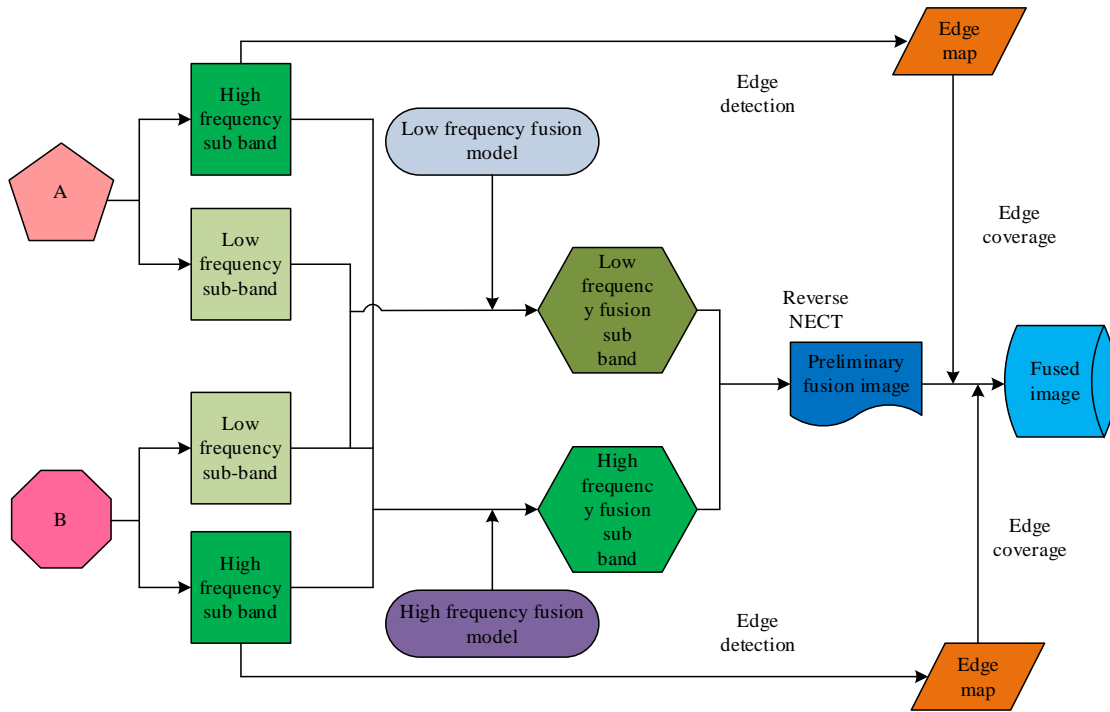 Edge
map
Edge
detection
High
frequency
sub band
Low frequency fusion
model
A
Edge
coverage
Low
frequency
sub-band
Low
frequenc
y fusion
sub
band
Reverse
NECT
Preliminary
fusion image
Fused
image
Low
frequency
sub-band
High
frequenc
y fusion
sub
band
B
Edge
coverage
High
frequency
sub band
High frequency fusion
model
Edge
detection
Edge
map